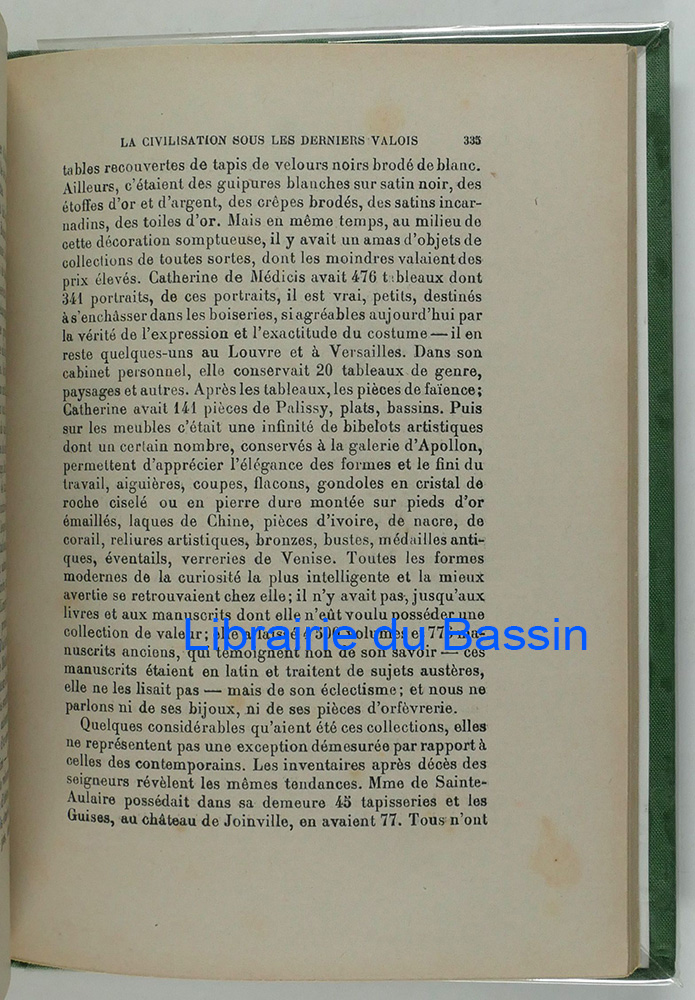 LA CIVILISATION SOUS LES DERNIERS VALOIS 335
tables recouvertes de tapis de velours noirs brodé de blanc.
Ailleurs, c'étaient des guipures blanches sur satin noir, des
étoffes d'or et d'argent, des crêpes brodés, des satins incar-
nadins, des toiles d'or. Mais en même temps, au milieu de
cette décoration somptueuse, il y avait un amas d'objets de
collections de toutes sortes, dont les moindres valaient des
prix élevés. Catherine de Médicis avait 476 tableaux dont
341 portraits, de ces portraits, il est vrai, petits, destinés
à s'enchâsser dans les boiseries, si agréables aujourd'hui par
la vérité de l'expression et l'exactitude du costume — il en
reste quelques-uns au Louvre et à Versailles. Dans son
cabinet personnel, elle conservait 20 tableaux de genre,
paysages et autres. Après les tableaux, les pièces de faïence;
Catherine avait 141 pièces de Palissy, plats, bassins. Puis
sur les meubles c'était une infinité de bibelots artistiques
dont un certain nombre, conservés à la galerie d'Apollon,
permettent d'apprécier l'élégance des formes et le fini du
travail, aiguières, coupes, flacons, gondoles en cristal de
roche ciselé ou en pierre dure montée sur pieds d'or
émaillés, laques de Chine, pièces d'ivoire, de nacre, de
corail, reliures artistiques, bronzes, bustes, médailles anti-
ques, éventails, verreries de Venise. Toutes les formes
modernes de la curiosité la plus intelligente et la mieux
avertie se retrouvaient chez elle; il n'y avait pas, jusqu'aux
livres et aux manuscrits dont elle n'eût voulu posséder une
collection de valeur; elle a laissé volumes et ma-
Librairie du Bassin
nuscrits anciens, qui témoignent non de son savoir — ces
manuscrits étaient en latin et traitent de sujets austères,
elle ne les lisait pas — mais de son éclectisme; et nous ne
parlons ni de ses bijoux, ni de ses pièces d'orfèvrerie.
Quelques considérables qu'aient été ces collections, elles
ne représentent pas une exception démesurée par rapport à
celles des contemporains. Les inventaires après décès des
seigneurs révèlent les mêmes tendances. Mme de Sainte-
Aulaire possédait dans sa demeure 45 tapisseries et les
Guises, au château de Joinville, en avaient 77. Tous n'ont